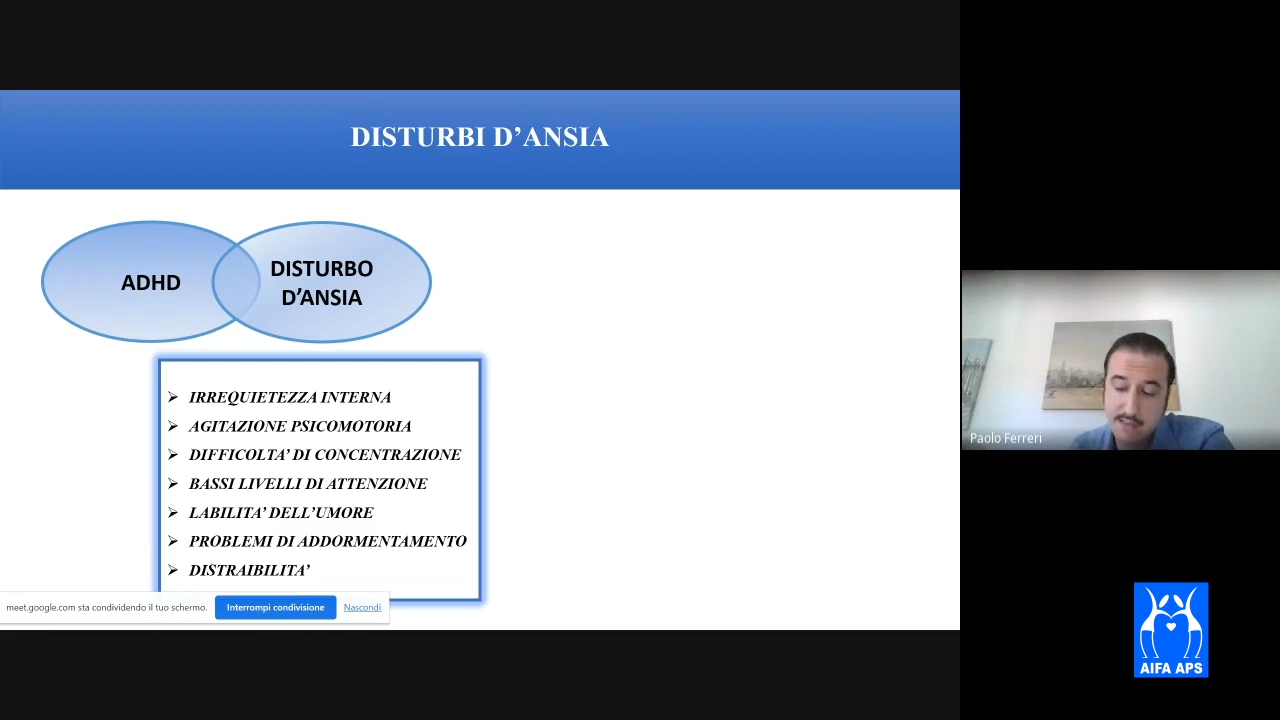 DISTURBI D’ANSIA
ADHD
DISTURBO
D’ANSIA
➢ IRREQUIETEZZA INTERNA
➢ AGITAZIONE PSICOMOTORIA
➢ DIFFICOLTA’ DI CONCENTRAZIONE
➢ BASSI LIVELLI DI ATTENZIONE
➢ LABILITA’ DELL’UMORE
➢ PROBLEMI DI ADDORMENTAMENTO
➢ DISTRAIBILITA’
meet.google.com sta condividendo il tuo schermo. Interrompi condivisione Nascondi
Paolo Ferreri
AIFA APS